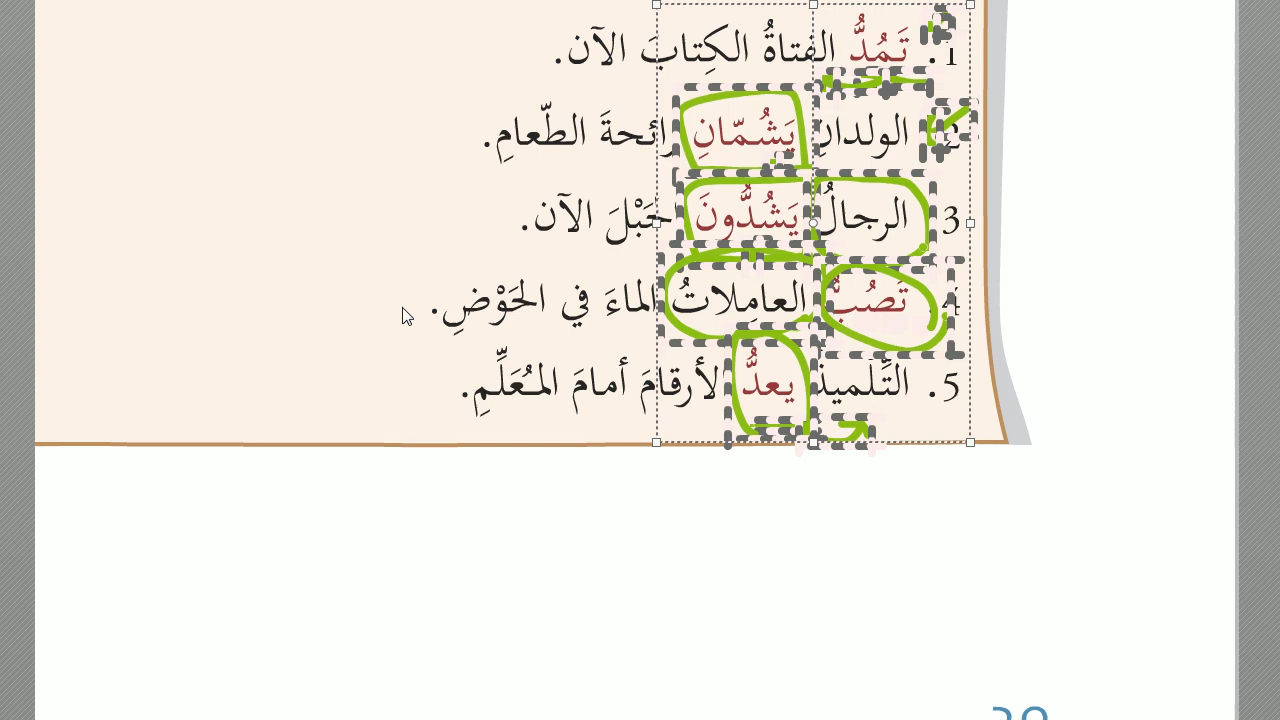 1. تَمُدُّ الفتاةُ الكِتابَ الآن.
2. الولدانِ يَشُمّانِ رائحةَ الطّعامِ.
3. الرجالُ يَشُدُّونَ حَبْلَ الآن.
4. تَصُبُّ العامِلاتُ الماءَ في الحَوْضِ.
5. التَّلميذُ يعدُّ الأرقامَ أمامَ المُعَلِّمِ.